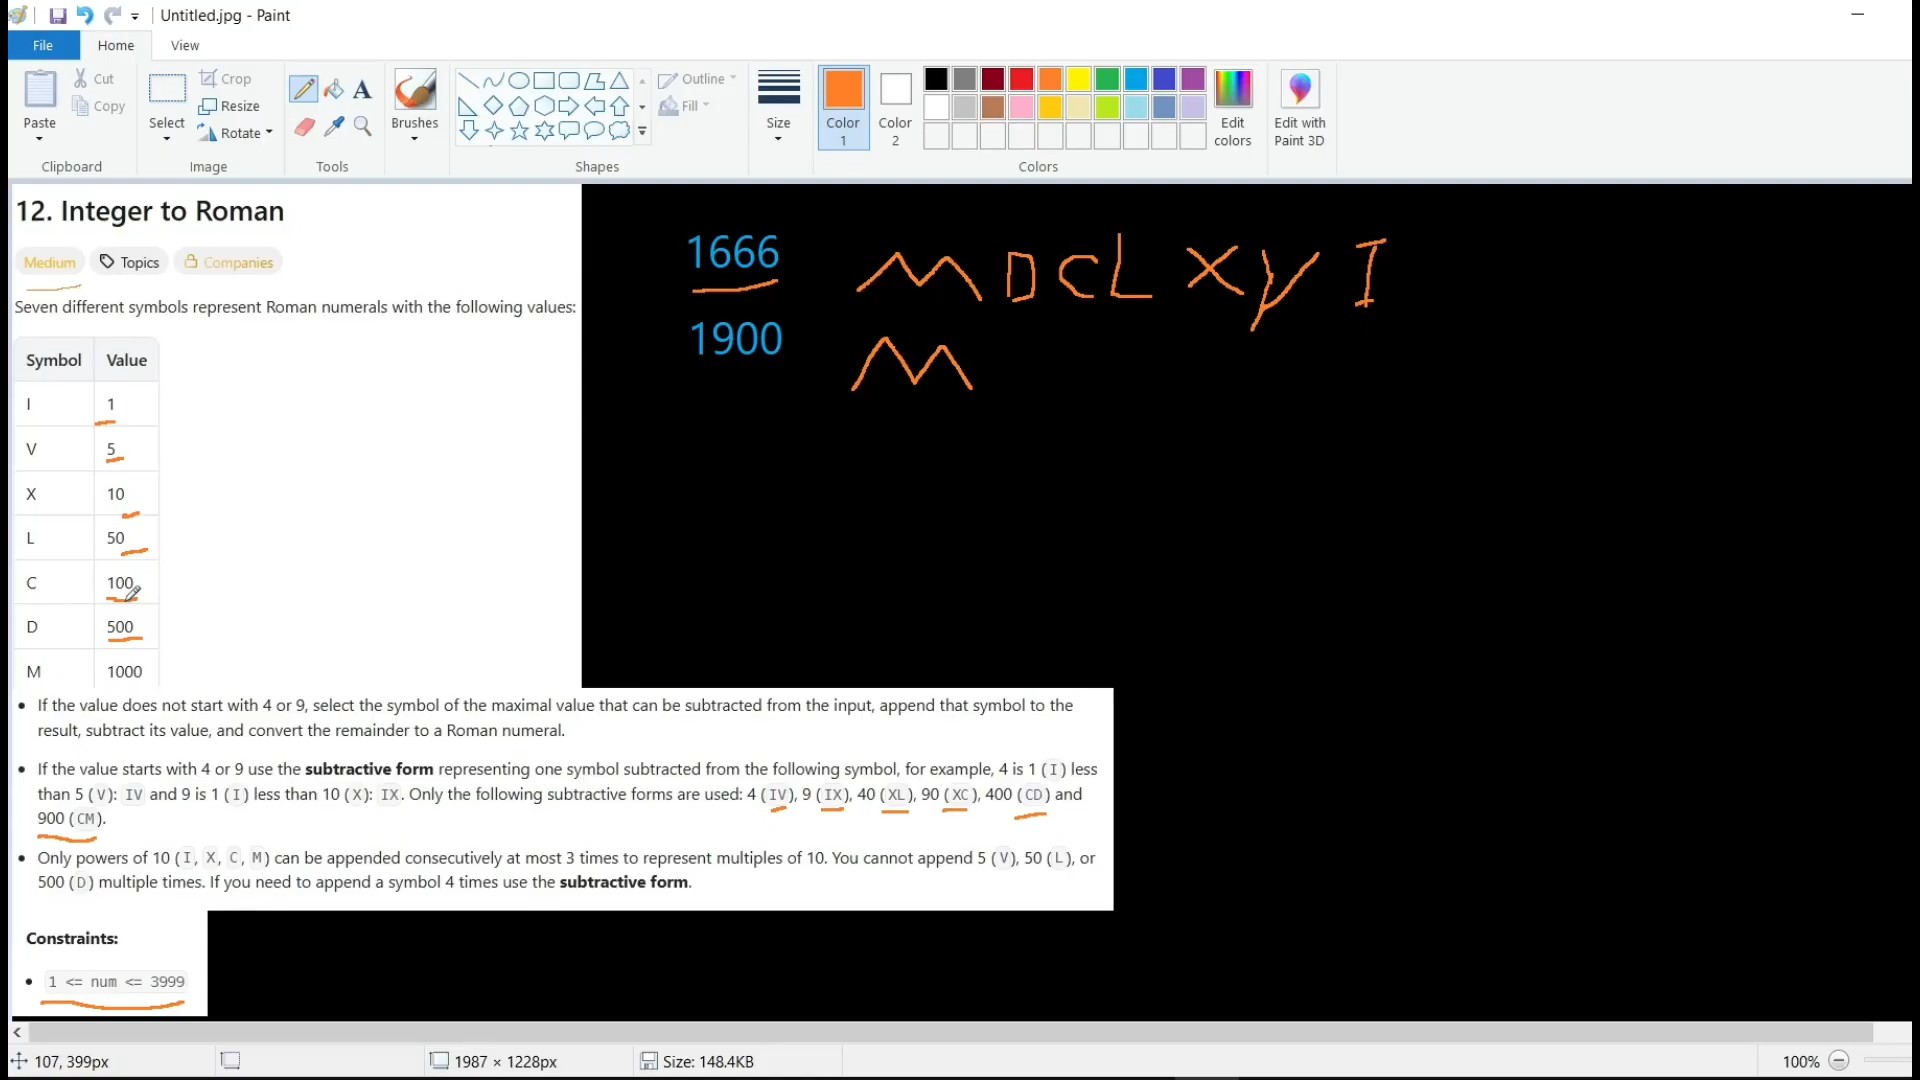 Untitled.jpg - Paint
File Home View
Paste Cut Copy Clipboard
Select Crop Resize Rotate Image
A Tools
Brushes
Shapes
Outline Fill
Size
Color 1 Color 2 Edit colors Colors
Edit with Paint 3D
12. Integer to Roman
Medium Topics Companies
Seven different symbols represent Roman numerals with the following values:
Symbol Value
I 1
V 5
X 10
L 50
C 100
D 500
M 1000
1666 M D C L X V I
1900 M
• If the value does not start with 4 or 9, select the symbol of the maximal value that can be subtracted from the input, append that symbol to the
result, subtract its value, and convert the remainder to a Roman numeral.
• If the value starts with 4 or 9 use the subtractive form representing one symbol subtracted from the following symbol, for example, 4 is 1 (I) less
than 5 (V): IV and 9 is 1 (I) less than 10 (X): IX. Only the following subtractive forms are used: 4 (IV), 9 (IX), 40 (XL), 90 (XC), 400 (CD) and
900 (CM).
• Only powers of 10 (I, X, C, M) can be appended consecutively at most 3 times to represent multiples of 10. You cannot append 5 (V), 50 (L), or
500 (D) multiple times. If you need to append a symbol 4 times use the subtractive form.
Constraints:
• 1 <= num <= 3999
107, 399px 1987 × 1228px Size: 148.4KB 100%